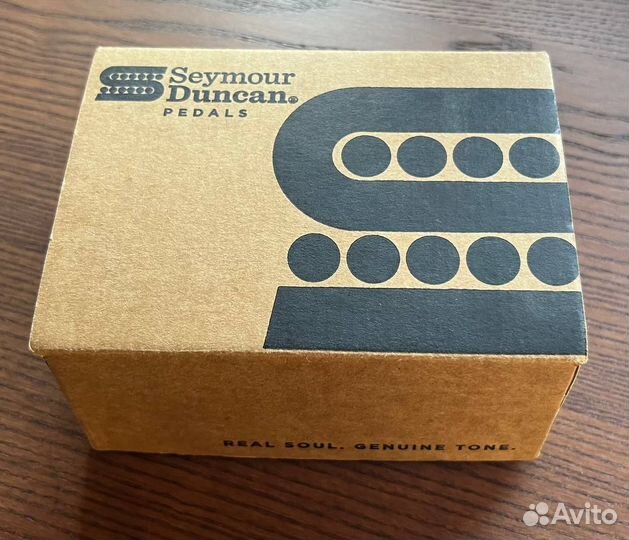 Seymour
Duncan®
PEDALS
REAL SOUL. GENUINE TONE.
Avito